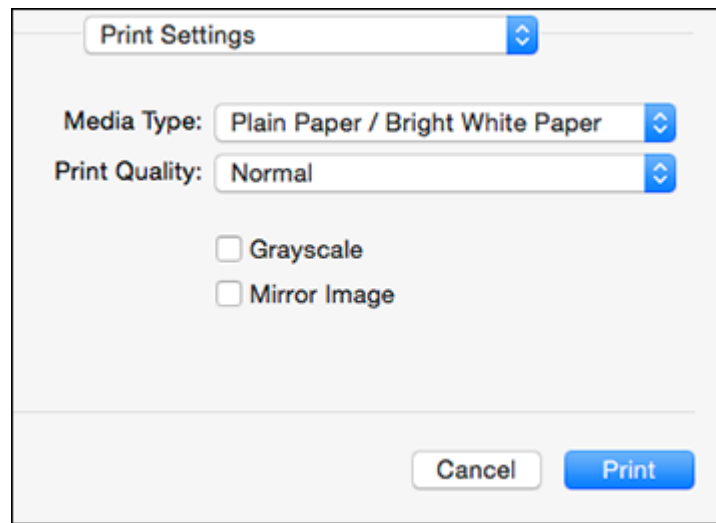 Print Settings
Media Type: Plain Paper / Bright White Paper
Print Quality: Normal
Grayscale
Mirror Image
Cancel Print